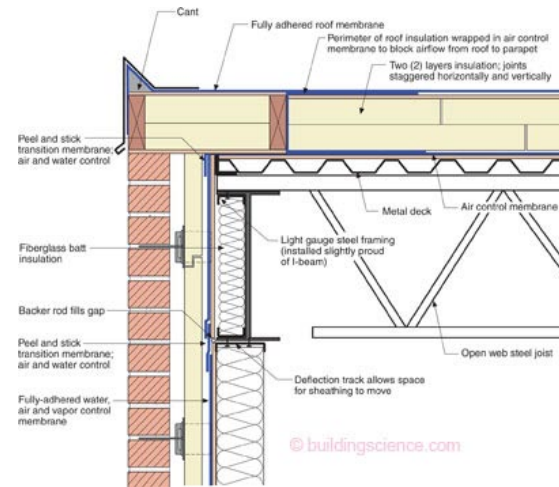 Cant
Fully adhered roof membrane
Perimeter of roof insulation wrapped in air control
membrane to block airflow from roof to parapet
Two (2) layers insulation; joints
staggered horizontally and vertically
Peel and stick
transition membrane;
air and water control
Metal deck
Air control membrane
Fiberglass batt
insulation
Light gauge steel framing
(installed slightly proud
of I-beam)
Backer rod fills gap
Peel and stick
transition membrane;
air and water control
Open web steel joist
Deflection track allows space
for sheathing to move
Fully-adhered water,
air and vapor control
membrane
© buildingscience.com